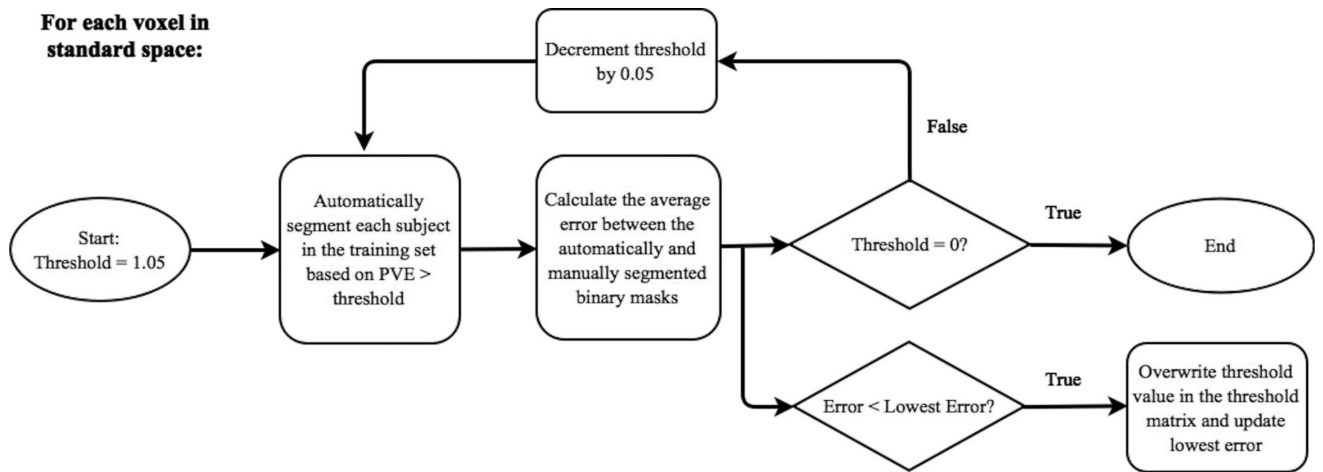 For each voxel in
standard space:
Decrement threshold
by 0.05
False
Start:
Threshold = 1.05
Automatically
segment each subject
in the training set
based on PVE >
threshold
Calculate the average
error between the
automatically and
manually segmented
binary masks
Threshold = 0?
True
End
Error < Lowest Error?
True
Overwrite threshold
value in the threshold
matrix and update
lowest error